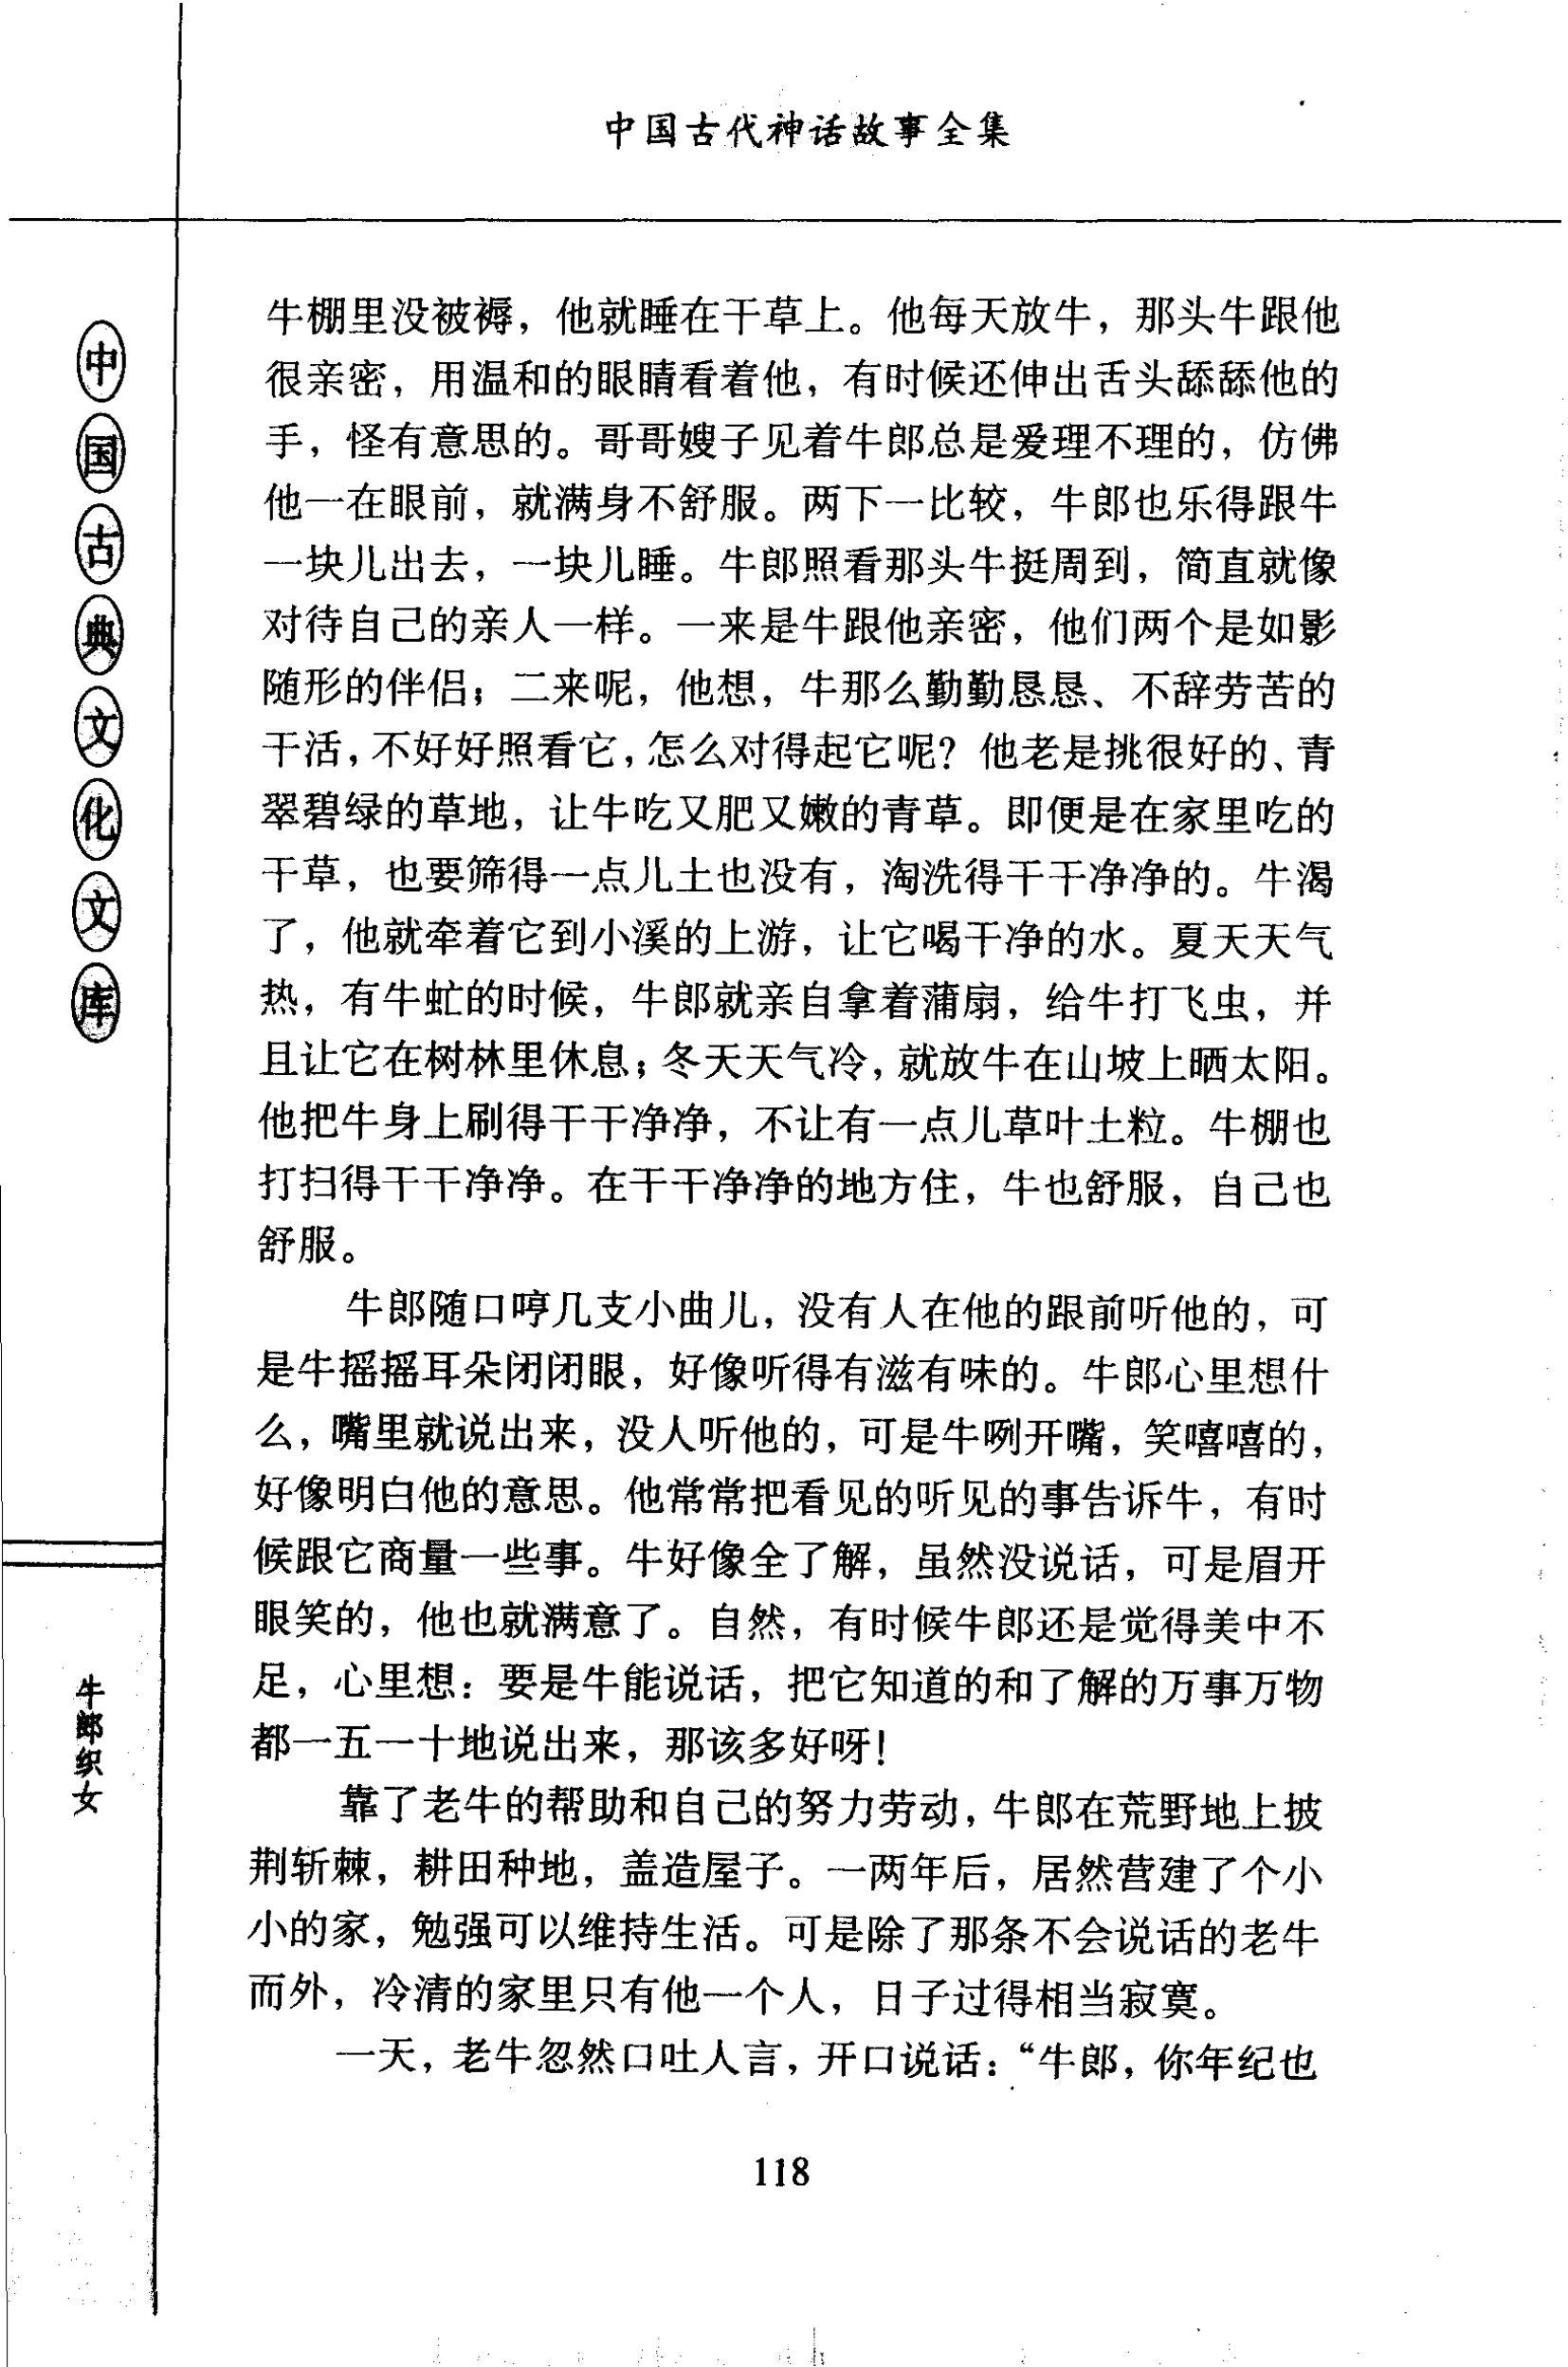 中国古代神话故事全集
中国古典文化文库
牛郎织女
牛棚里没被褥，他就睡在干草上。他每天放牛，那头牛跟他
很亲密，用温和的眼睛看着他，有时候还伸出舌头舔舔他的
手，怪有意思的。哥哥嫂子见着牛郎总是爱理不理的，仿佛
他一在眼前，就满身不舒服。两下一比较，牛郎也乐得跟牛
一块儿出去，一块儿睡。牛郎照看那头牛挺周到，简直就像
对待自己的亲人一样。一来是牛跟他亲密，他们两个是如影
随形的伴侣；二来呢，他想，牛那么勤勤恳恳、不辞劳苦的
干活，不好好照看它，怎么对得起它呢？他老是挑很好的、青
翠碧绿的草地，让牛吃又肥又嫩的青草。即便是在家里吃的
干草，也要筛得一点儿土也没有，淘洗得干干净净的。牛渴
了，他就牵着它到小溪的上游，让它喝干净的水。夏天天气
热，有牛虻的时候，牛郎就亲自拿着蒲扇，给牛打飞虫，并
且让它在树林里休息；冬天天气冷，就放牛在山坡上晒太阳。
他把牛身上刷得干干净净，不让有一点儿草叶土粒。牛棚也
打扫得干干净净。在干干净净的地方住，牛也舒服，自己也
舒服。
牛郎随口哼几支小曲儿，没有人在他的跟前听他的，可
是牛摇摇耳朵闭闭眼，好像听得有滋有味的。牛郎心里想什
么，嘴里就说出来，没人听他的，可是牛咧开嘴，笑嘻嘻的，
好像明白他的意思。他常常把看见的听见的事告诉牛，有时
候跟它商量一些事。牛好像全了解，虽然没说话，可是眉开
眼笑的，他也就满意了。自然，有时候牛郎还是觉得美中不
足，心里想：要是牛能说话，把它知道的和了解的万事万物
都一五一十地说出来，那该多好呀！
靠了老牛的帮助和自己的努力劳动，牛郎在荒野地上披
荆斩棘，耕田种地，盖造屋子。一两年后，居然营建了个小
小的家，勉强可以维持生活。可是除了那条不会说话的老牛
而外，冷清的家里只有他一个人，日子过得相当寂寞。
一天，老牛忽然口吐人言，开口说话：“牛郎，你年纪也
118